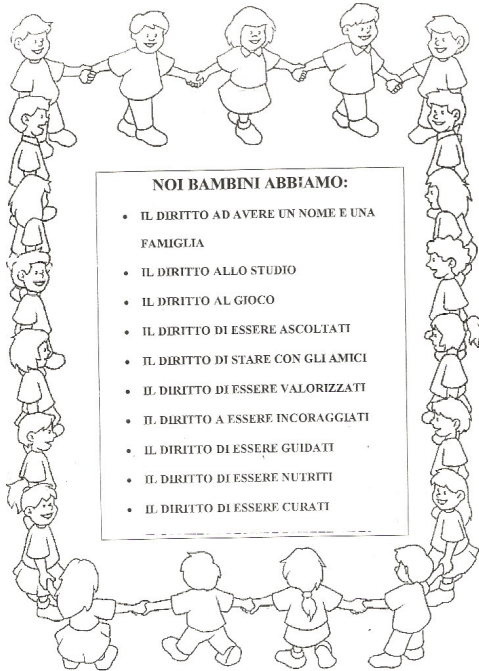 NOI BAMBINI ABBIAMO:
• IL DIRITTO AD AVERE UN NOME E UNA
FAMIGLIA
• IL DIRITTO ALLO STUDIO
• IL DIRITTO AL GIOCO
• IL DIRITTO DI ESSERE ASCOLTATI
• IL DIRITTO DI STARE CON GLI AMICI
• IL DIRITTO DI ESSERE VALORIZZATI
• IL DIRITTO A ESSERE INCORAGGIATI
• IL DIRITTO DI ESSERE GUIDATI
• IL DIRITTO DI ESSERE NUTRITI
• IL DIRITTO DI ESSERE CURATI